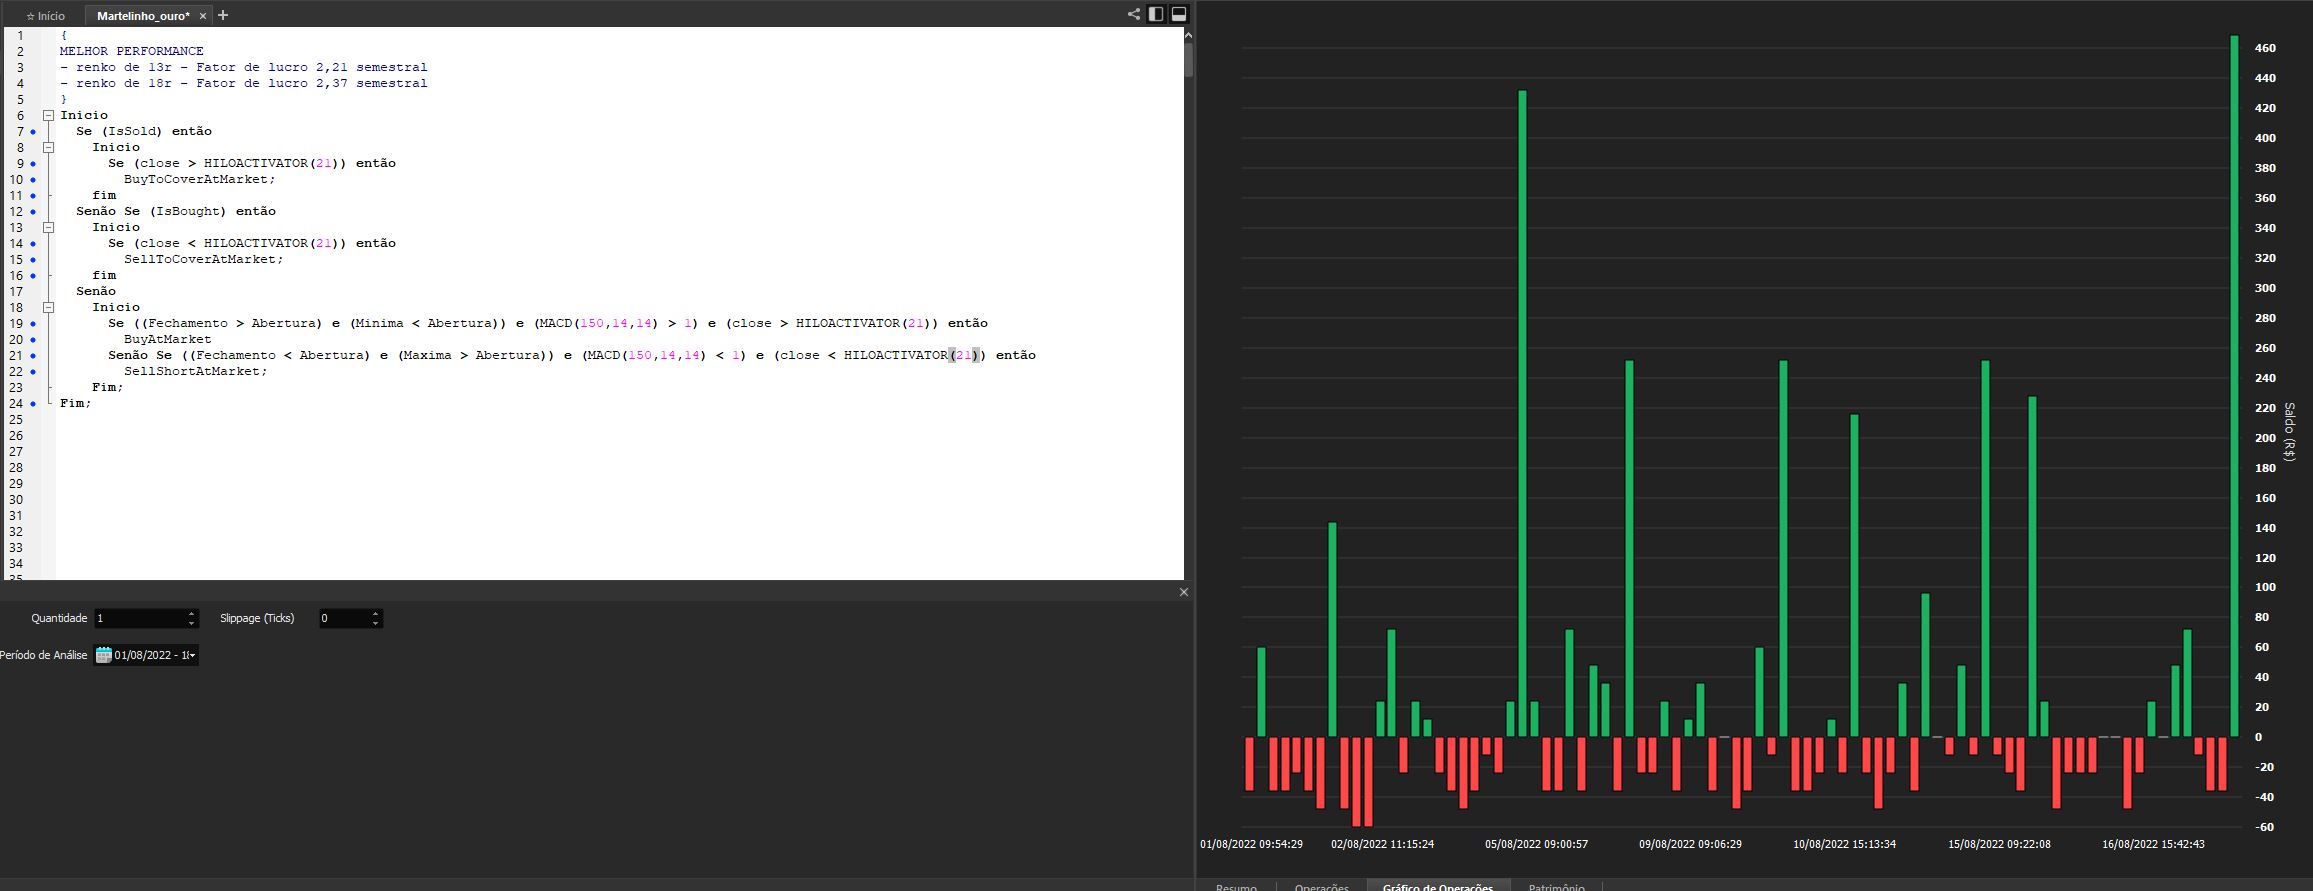 ☆ Início
Martelinho_ouro* × +
1 {
2 MELHOR PERFORMANCE
3 - renko de 13r - Fator de lucro 2,21 semestral
4 - renko de 18r - Fator de lucro 2,37 semestral
5 }
6 Inicio
7 Se (IsSold) então
8 Inicio
9 Se (close > HILOACTIVATOR(21)) então
10 BuyToCoverAtMarket;
11 fim
12 Senão Se (IsBought) então
13 Inicio
14 Se (close < HILOACTIVATOR(21)) então
15 SellToCoverAtMarket;
16 fim
17 Senão
18 Inicio
19 Se ((Fechamento > Abertura) e (Minima < Abertura)) e (MACD(150,14,14) > 1) e (close > HILOACTIVATOR(21)) então
20 BuyAtMarket
21 Senão Se ((Fechamento < Abertura) e (Maxima > Abertura)) e (MACD(150,14,14) < 1) e (close < HILOACTIVATOR(21)) então
22 SellShortAtMarket;
23 Fim;
24 Fim;
25
26
27
28
29
30
31
32
33
34
35
Quantidade 1 Slippage (Ticks) 0
Período de Análise 01/08/2022 - 18
460
440
420
400
380
360
340
320
300
280
260
240
220
200
180
160
140
120
100
80
60
40
20
0
-20
-40
-60
Saldo (R$)
01/08/2022 09:54:29 02/08/2022 11:15:24 05/08/2022 09:00:57 09/08/2022 09:06:29 10/08/2022 15:13:34 15/08/2022 09:22:08 16/08/2022 15:42:43
Resumo Operações Gráfico de Operações Patrimônio